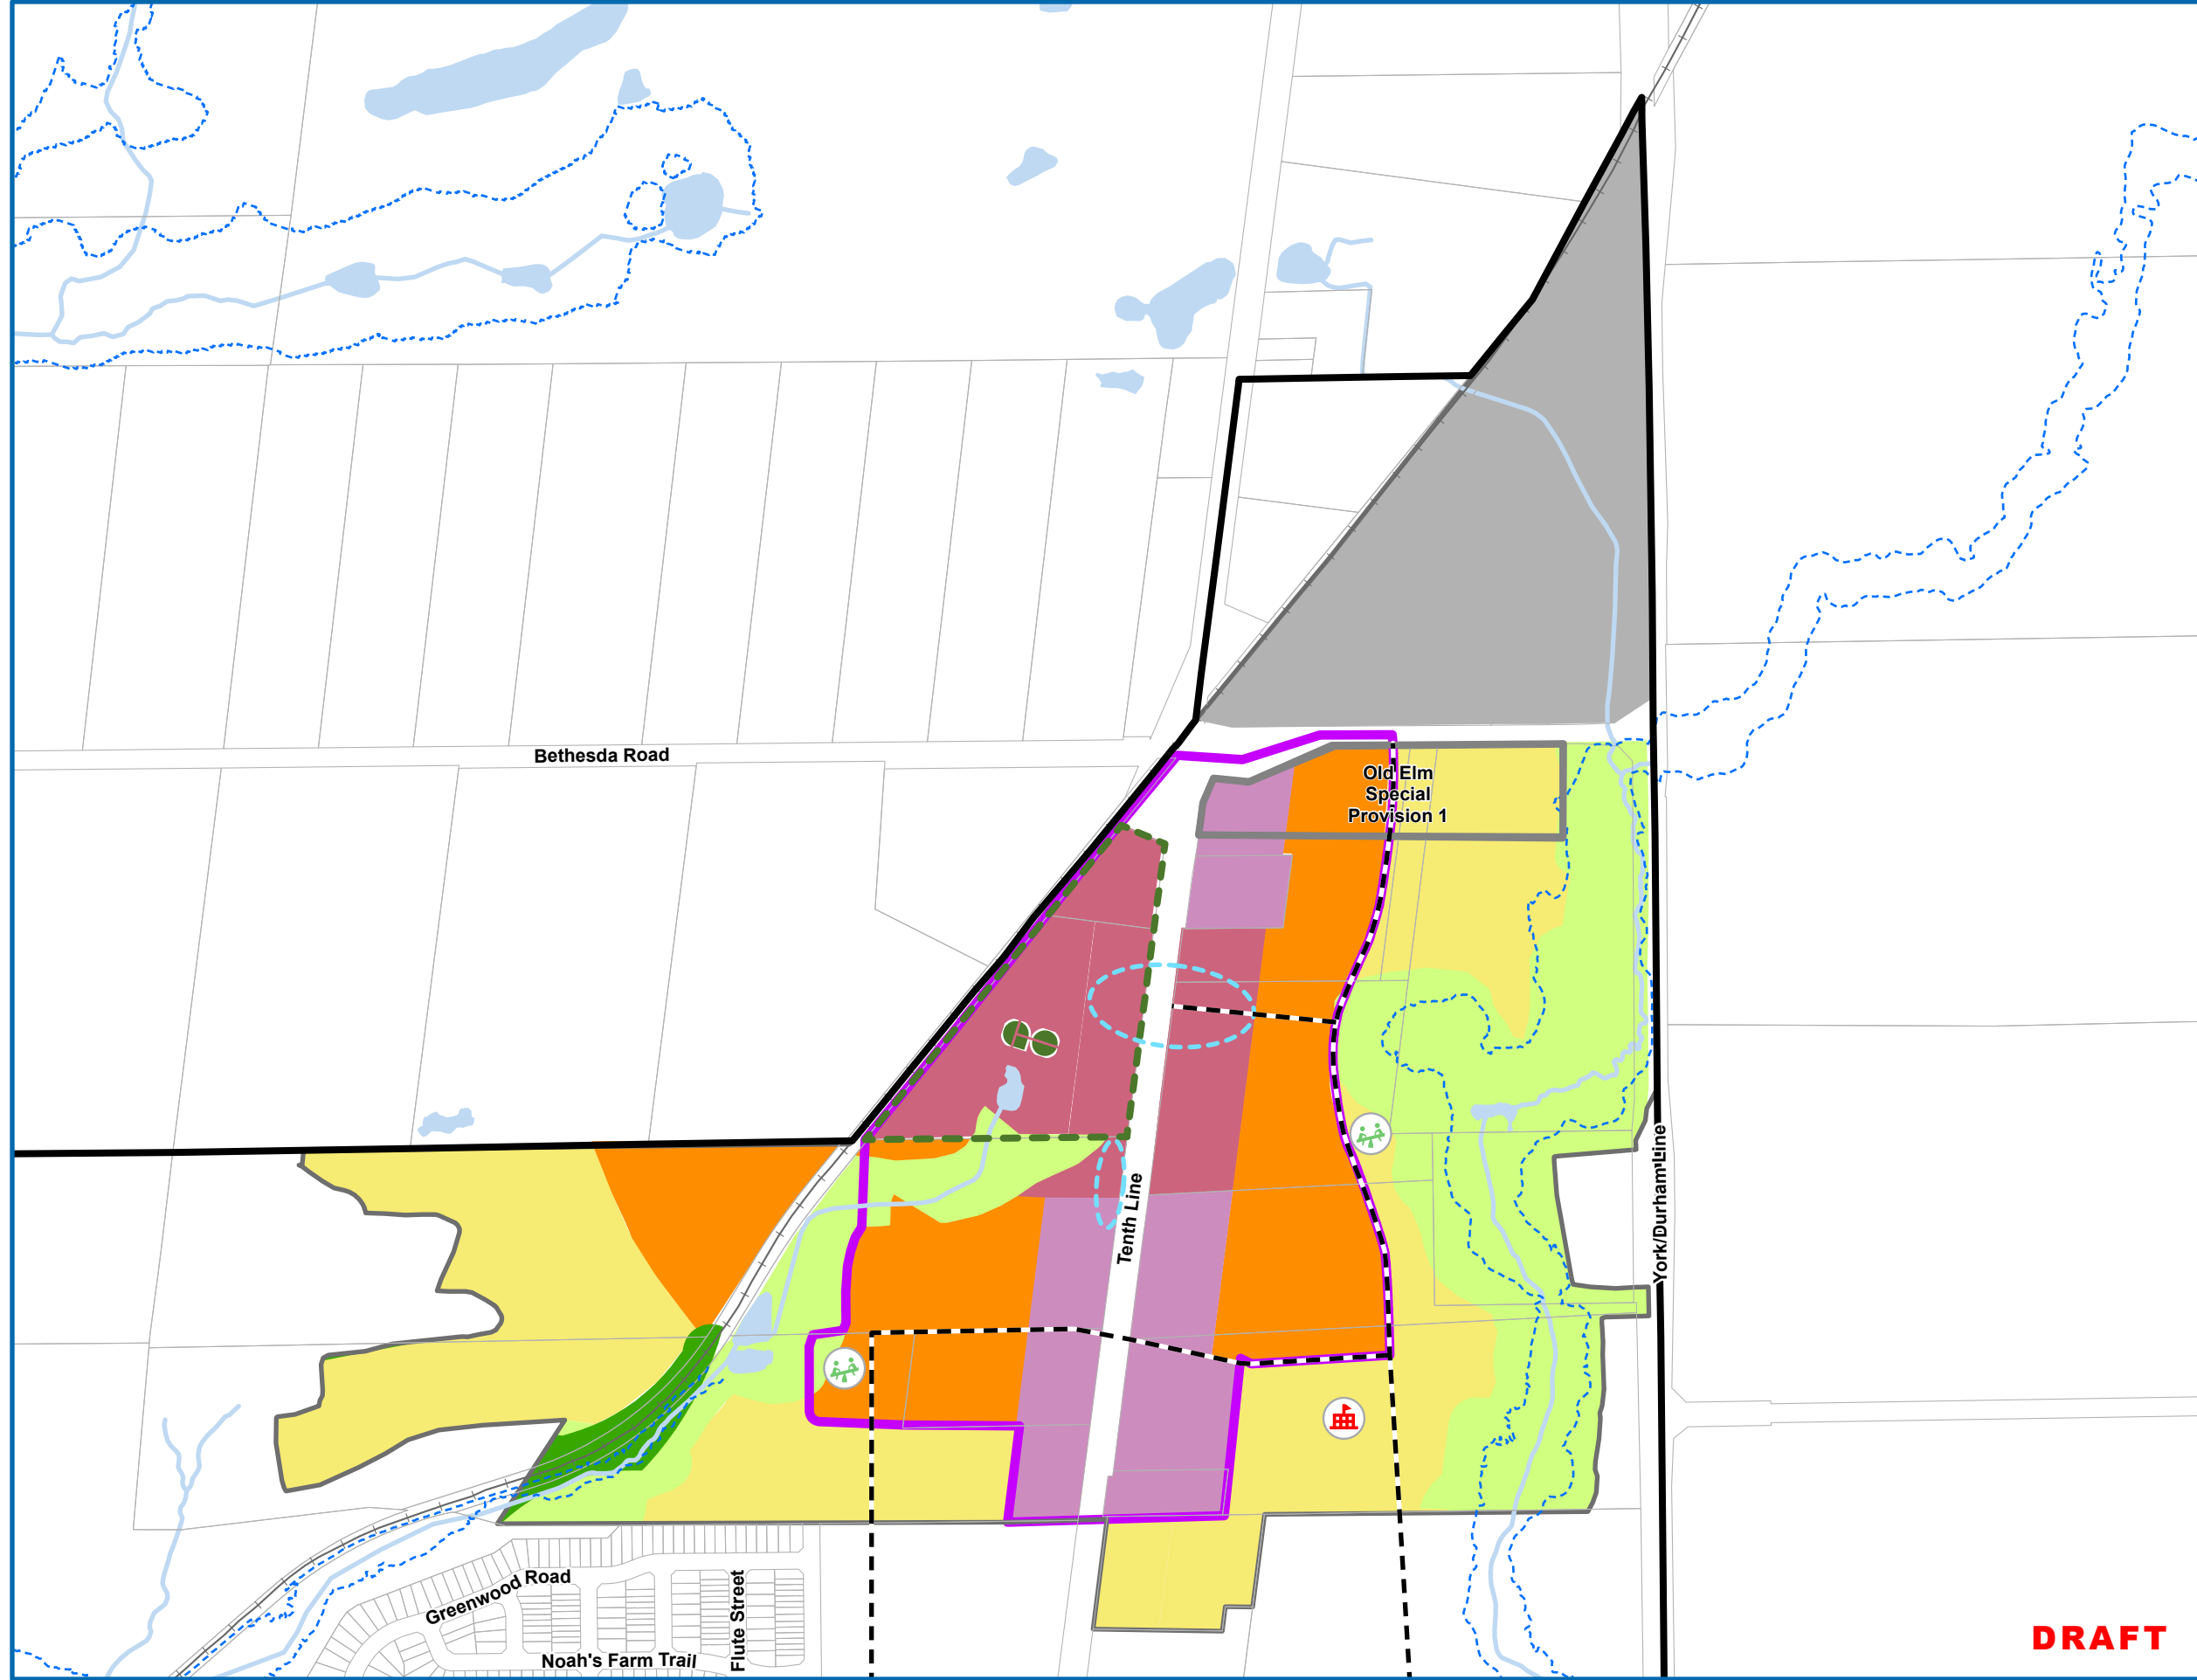 Bethesda Road
Old Elm
Special
Provision 1
Tenth Line
York/Durham Line
Greenwood Road
Flute Street
Noah's Farm Trail
DRAFT